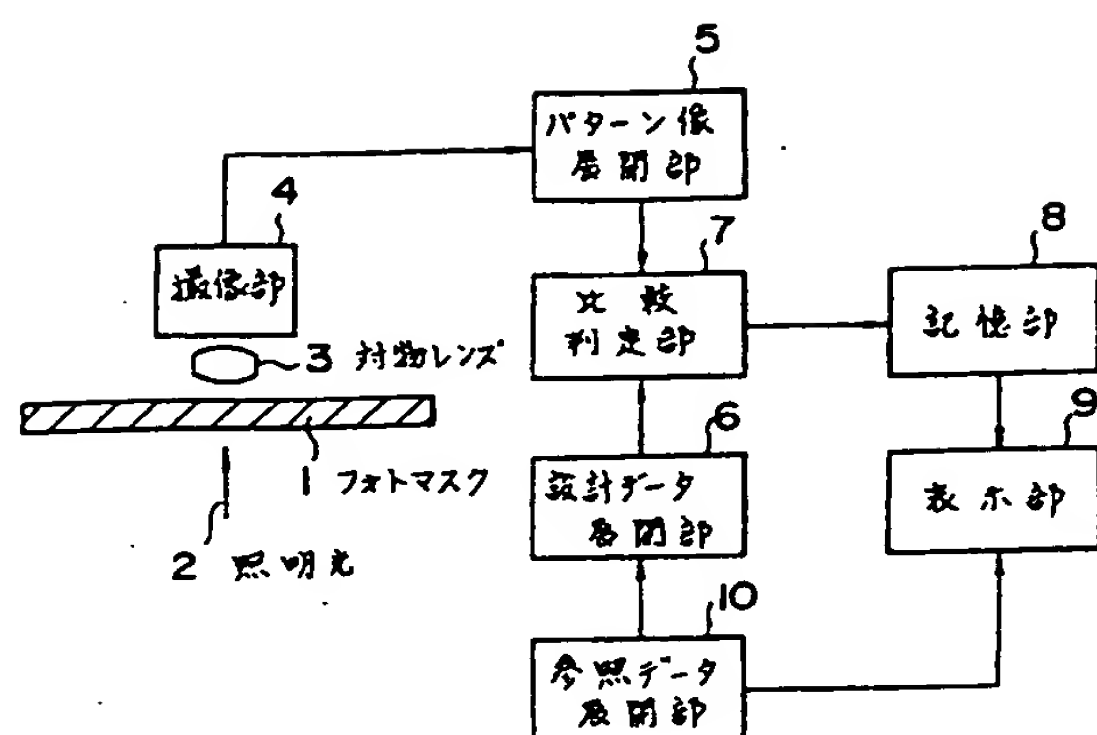 5
パターン像
展開部
4
撮像部
7
比較
判定部
8
記憶部
3 対物レンズ
9
表示部
6
設計データ
展開部
1 フォトマスク
2 照明光
10
参照データ
展開部